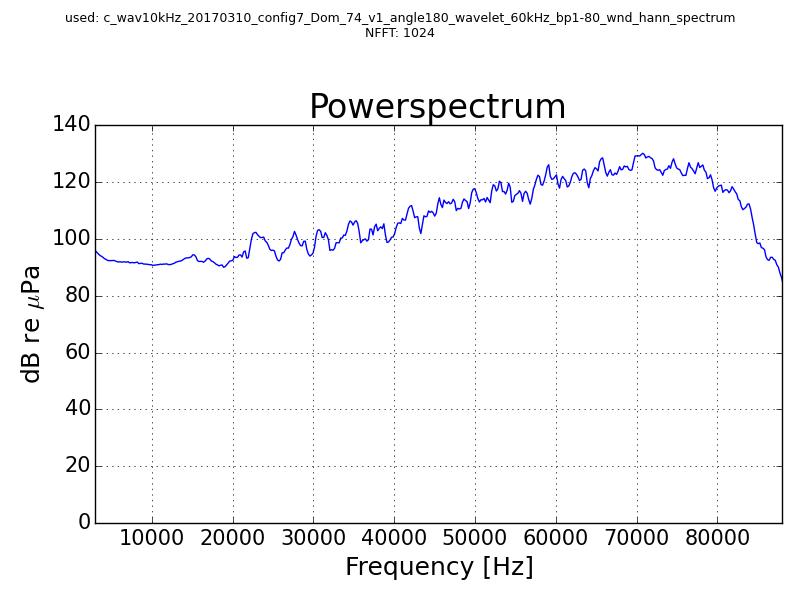 used: c_wav10kHz_20170310_config7_Dom_74_v1_angle180_wavelet_60kHz_bp1-80_wnd_hann_spectrum
NFFT: 1024
Powerspectrum
140
120
100
80
60
40
20
0
dB re μPa
10000 20000 30000 40000 50000 60000 70000 80000
Frequency [Hz]